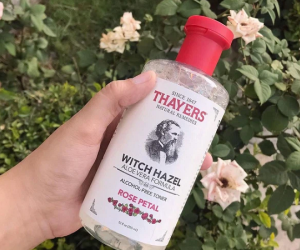 SINCE 1847
THAYERS
NATURAL REMEDIES
WITCH HAZEL
ALOE VERA FORMULA
ALCOHOL-FREE TONER
ROSE PETAL